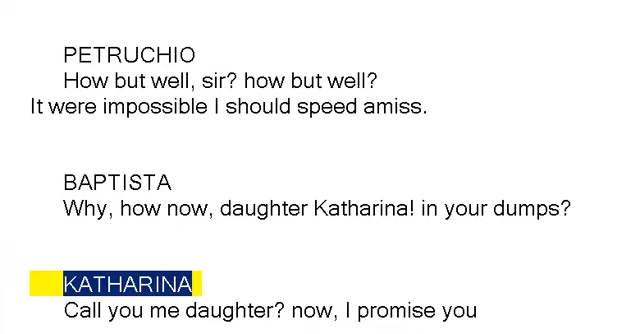 PETRUCHIO
How but well, sir? how but well?
It were impossible I should speed amiss.
BAPTISTA
Why, how now, daughter Katharina! in your dumps?
KATHARINA
Call you me daughter? now, I promise you